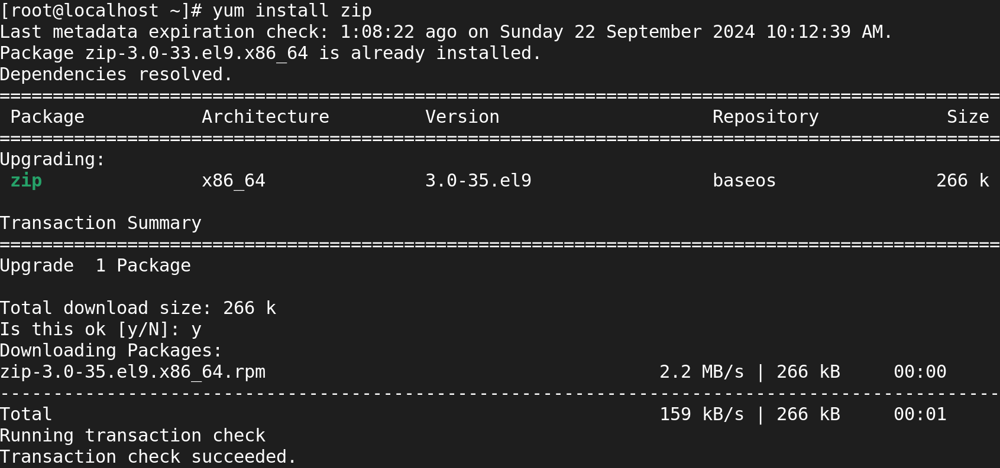 [root@localhost ~]# yum install zip
Last metadata expiration check: 1:08:22 ago on Sunday 22 September 2024 10:12:39 AM.
Package zip-3.0-33.el9.x86_64 is already installed.
Dependencies resolved.
==============================================================================================
 Package           Architecture         Version                    Repository            Size
==============================================================================================
Upgrading:
 zip               x86_64               3.0-35.el9                 baseos               266 k

Transaction Summary
==============================================================================================
Upgrade  1 Package

Total download size: 266 k
Is this ok [y/N]: y
Downloading Packages:
zip-3.0-35.el9.x86_64.rpm                                     2.2 MB/s | 266 kB     00:00
----------------------------------------------------------------------------------------------
Total                                                         159 kB/s | 266 kB     00:01
Running transaction check
Transaction check succeeded.